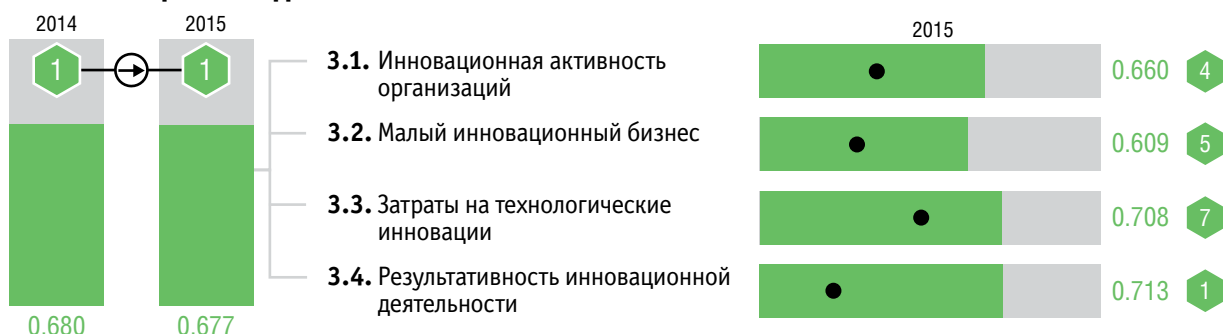 2014
2015
1
1
0.680
0.677
3.1. Инновационная активность
организаций
3.2. Малый инновационный бизнес
3.3. Затраты на технологические
инновации
3.4. Результативность инновационной
деятельности
2015
0.660 4
0.609 5
0.708 7
0.713 1